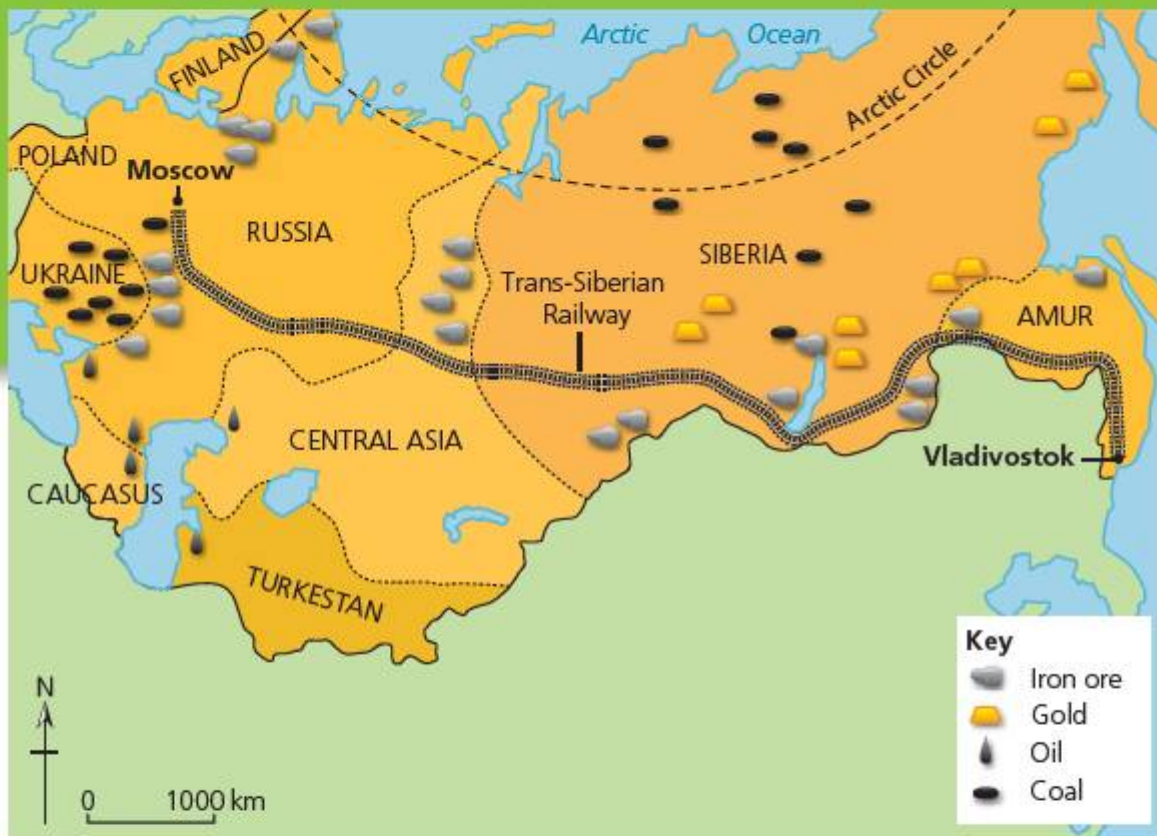 Arctic Ocean
FINLAND
Arctic Circle
POLAND
Moscow
RUSSIA
UKRAINE
SIBERIA
Trans-Siberian
Railway
AMUR
CENTRAL ASIA
Vladivostok
CAUCASUS
TURKESTAN
Key
Iron ore
Gold
Oil
Coal
N
0 1000 km